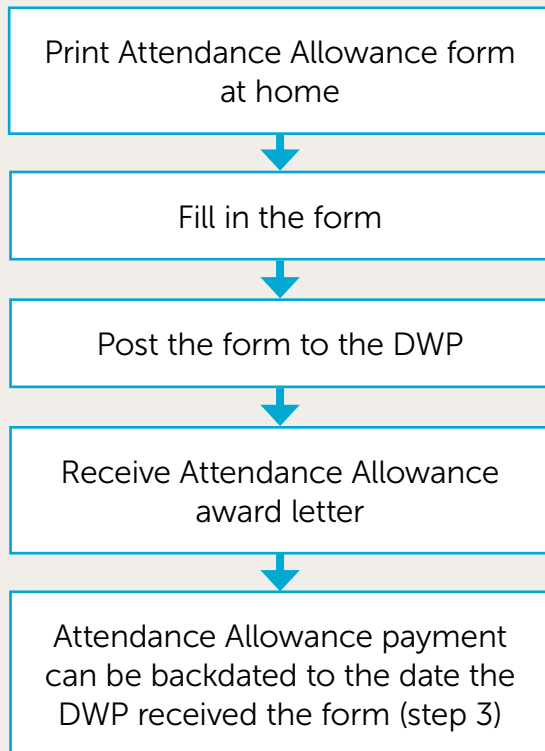 Print Attendance Allowance form
at home
Fill in the form
Post the form to the DWP
Receive Attendance Allowance
award letter
Attendance Allowance payment
can be backdated to the date the
DWP received the form (step 3)